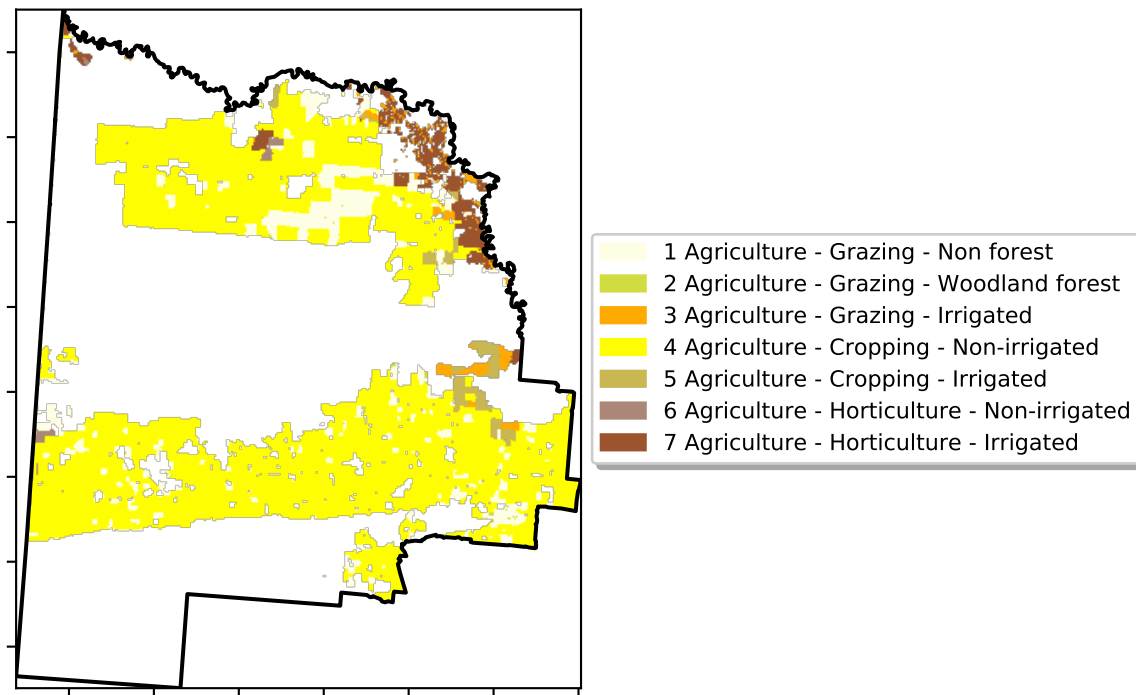 1 Agriculture - Grazing - Non forest
2 Agriculture - Grazing - Woodland forest
3 Agriculture - Grazing - Irrigated
4 Agriculture - Cropping - Non-irrigated
5 Agriculture - Cropping - Irrigated
6 Agriculture - Horticulture - Non-irrigated
7 Agriculture - Horticulture - Irrigated